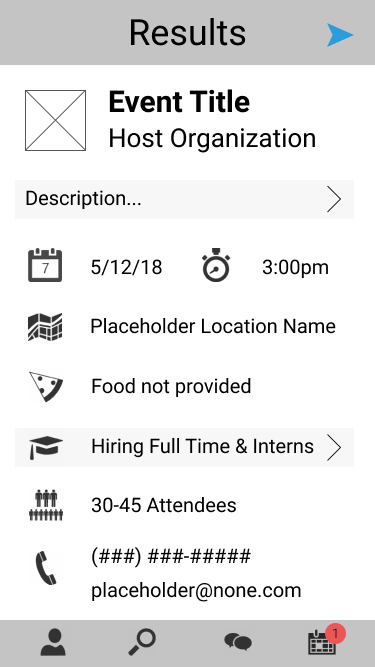 Results
Event Title
Host Organization
Description...
7
5/12/18
3:00pm
Placeholder Location Name
Food not provided
Hiring Full Time & Interns
30-45 Attendees
(###) ###-#####
placeholder@none.com
1